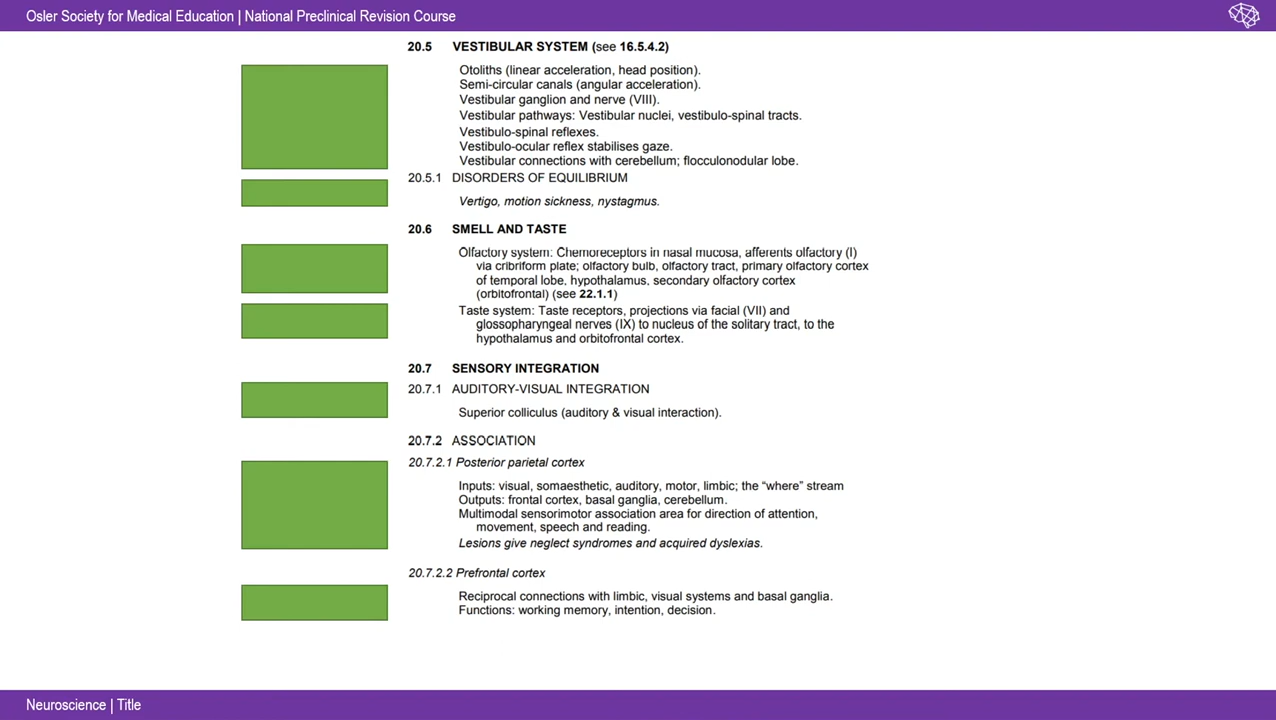 Osler Society for Medical Education | National Preclinical Revision Course
20.5 VESTIBULAR SYSTEM (see 16.5.4.2)
Otoliths (linear acceleration, head position).
Semi-circular canals (angular acceleration).
Vestibular ganglion and nerve (VIII).
Vestibular pathways: Vestibular nuclei, vestibulo-spinal tracts.
Vestibulo-spinal reflexes.
Vestibulo-ocular reflex stabilises gaze.
Vestibular connections with cerebellum; flocculonodular lobe.
20.5.1 DISORDERS OF EQUILIBRIUM
Vertigo, motion sickness, nystagmus.
20.6 SMELL AND TASTE
Olfactory system: Chemoreceptors in nasal mucosa, afferents olfactory (I)
via cribriform plate; olfactory bulb, olfactory tract, primary olfactory cortex
of temporal lobe, hypothalamus, secondary olfactory cortex
(orbitofrontal) (see 22.1.1)
Taste system: Taste receptors, projections via facial (VII) and
glossopharyngeal nerves (IX) to nucleus of the solitary tract, to the
hypothalamus and orbitofrontal cortex.
20.7 SENSORY INTEGRATION
20.7.1 AUDITORY-VISUAL INTEGRATION
Superior colliculus (auditory & visual interaction).
20.7.2 ASSOCIATION
20.7.2.1 Posterior parietal cortex
Inputs: visual, somaesthetic, auditory, motor, limbic; the “where” stream
Outputs: frontal cortex, basal ganglia, cerebellum.
Multimodal sensorimotor association area for direction of attention,
movement, speech and reading.
Lesions give neglect syndromes and acquired dyslexias.
20.7.2.2 Prefrontal cortex
Reciprocal connections with limbic, visual systems and basal ganglia.
Functions: working memory, intention, decision.
Neuroscience | Title